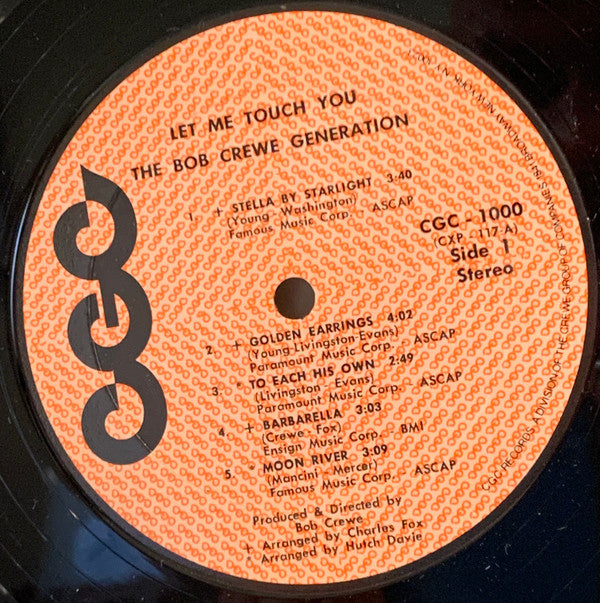 LET ME TOUCH YOU
THE BOB CREWE GENERATION
CGC
1. + STELLA BY STARLIGHT 3:40
(Young - Washington)
Famous Music Corp. - ASCAP
CGC - 1000
(CXP - 117-A)
Side 1
Stereo
2. + GOLDEN EARRINGS 4:02
(Young-Livingston-Evans)
Paramount Music Corp. - ASCAP
3. * TO EACH HIS OWN 2:49
(Livingston - Evans)
Paramount Music Corp. - ASCAP
4. + BARBARELLA 3:03
(Crewe - Fox)
Ensign Music Corp. - BMI
5. * MOON RIVER 3:09
(Mancini - Mercer)
Famous Music Corp. - ASCAP
Produced & Directed by
Bob Crewe
+ Arranged by Charles Fox
* Arranged by Hutch Davie
CGC RECORDS, A DIVISION OF THE CREWE GROUP OF COMPANIES, 1841 BROADWAY, NEW YORK, N.Y.